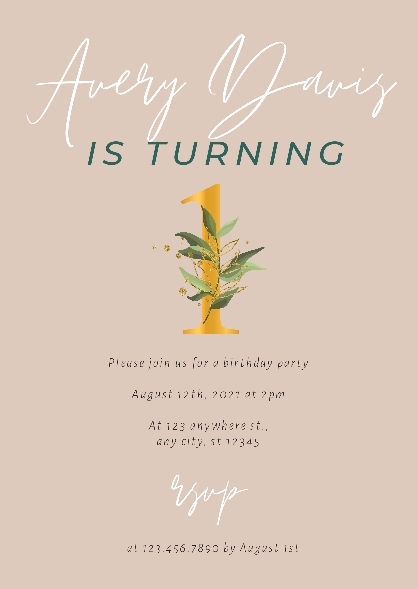 Avery Davis
IS TURNING
1
Please join us for a birthday party
August 12th, 2021 at 2pm
At 123 anywhere st.,
any city, st 12345
rsvp
at 123.456.7890 by August 1st